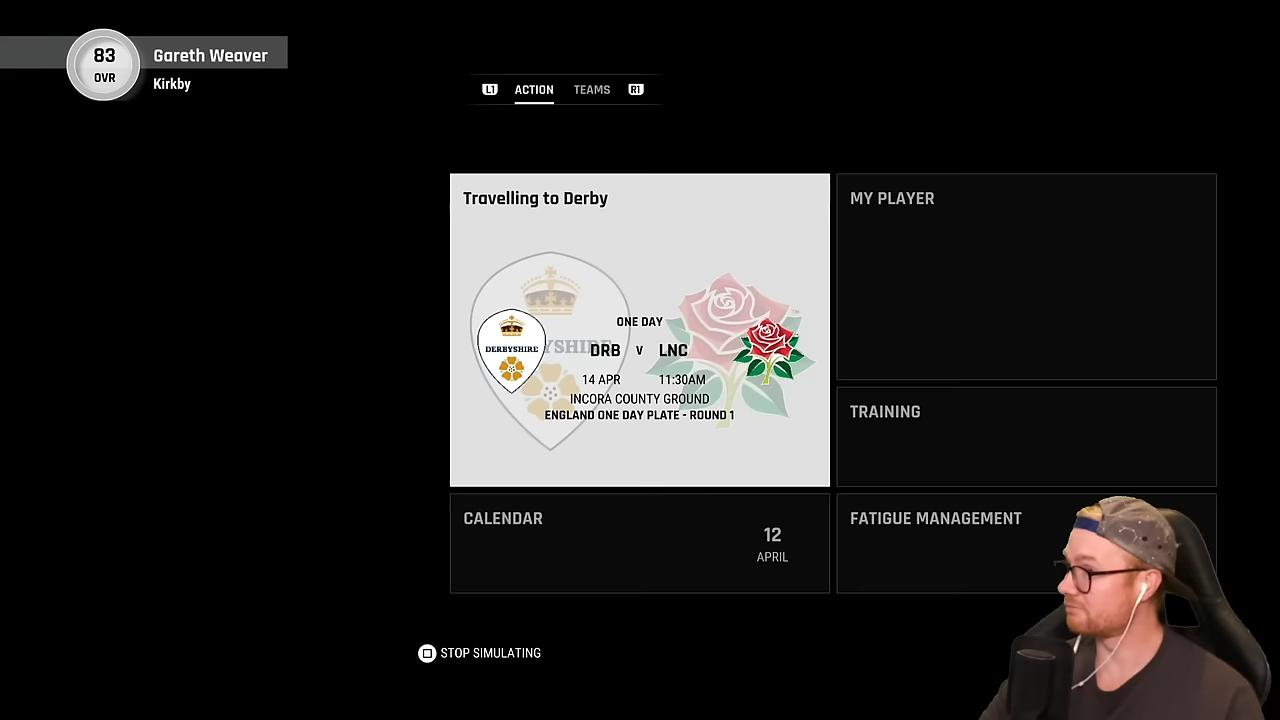 83
OVR
Gareth Weaver
Kirkby
L1 ACTION TEAMS R1
Travelling to Derby
DERBYSHIRE
YSHIRE
ONE DAY
DRB V LNC
14 APR 11:30AM
INCORA COUNTY GROUND
ENGLAND ONE DAY PLATE - ROUND 1
MY PLAYER
TRAINING
CALENDAR
12
APRIL
FATIGUE MANAGEMENT
STOP SIMULATING